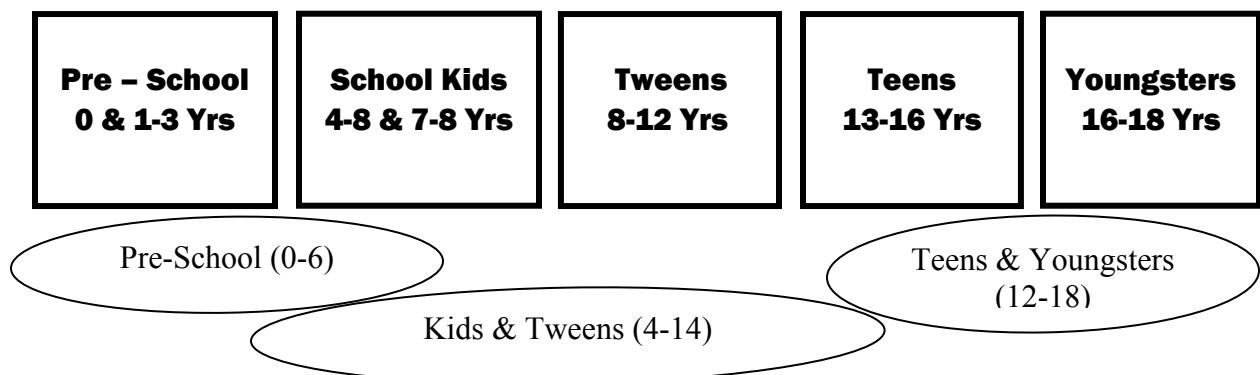 Pre – School
0 & 1-3 Yrs
School Kids
4-8 & 7-8 Yrs
Tweens
8-12 Yrs
Teens
13-16 Yrs
Youngsters
16-18 Yrs
Pre-School (0-6)
Teens & Youngsters
(12-18)
Kids & Tweens (4-14)